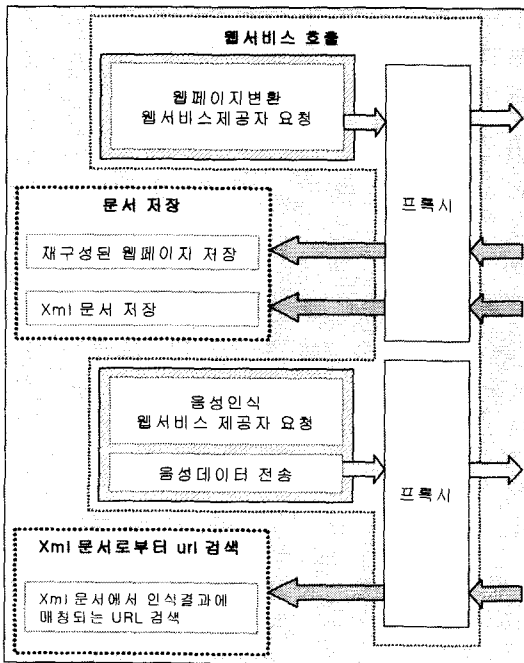 웹서비스 호출
웹페이지변환
웹서비스제공자 요청
프록시
문서 저장
재구성된 웹페이지 저장
Xml 문서 저장
음성인식
웹서비스 제공자 요청
음성데이터 전송
프록시
Xml 문서로부터 url 검색
Xml 문서에서 인식결과에
매칭되는 URL 검색